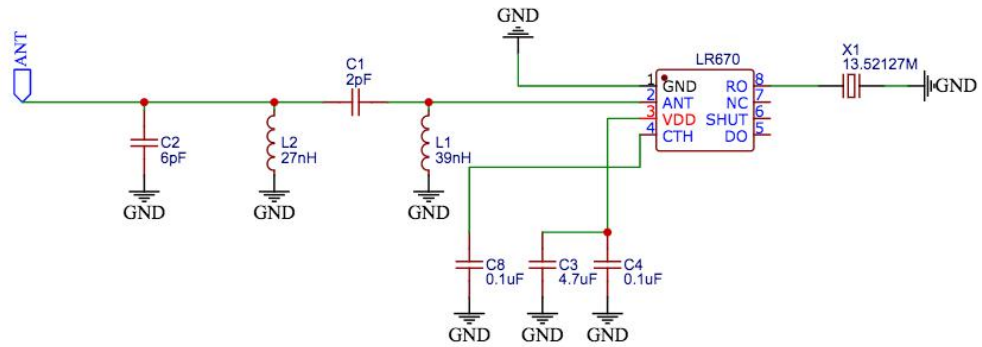 GND
ANT
C1
2pF
LR670
X1
13.52127M
GND
1 GND
RO 8
2 ANT
NC 7
3 VDD
SHUT 6
4 CTH
DO 5
C2
6pF
L2
27nH
L1
39nH
GND
GND
GND
C8
0.1uF
C3
4.7uF
C4
0.1uF
GND
GND
GND